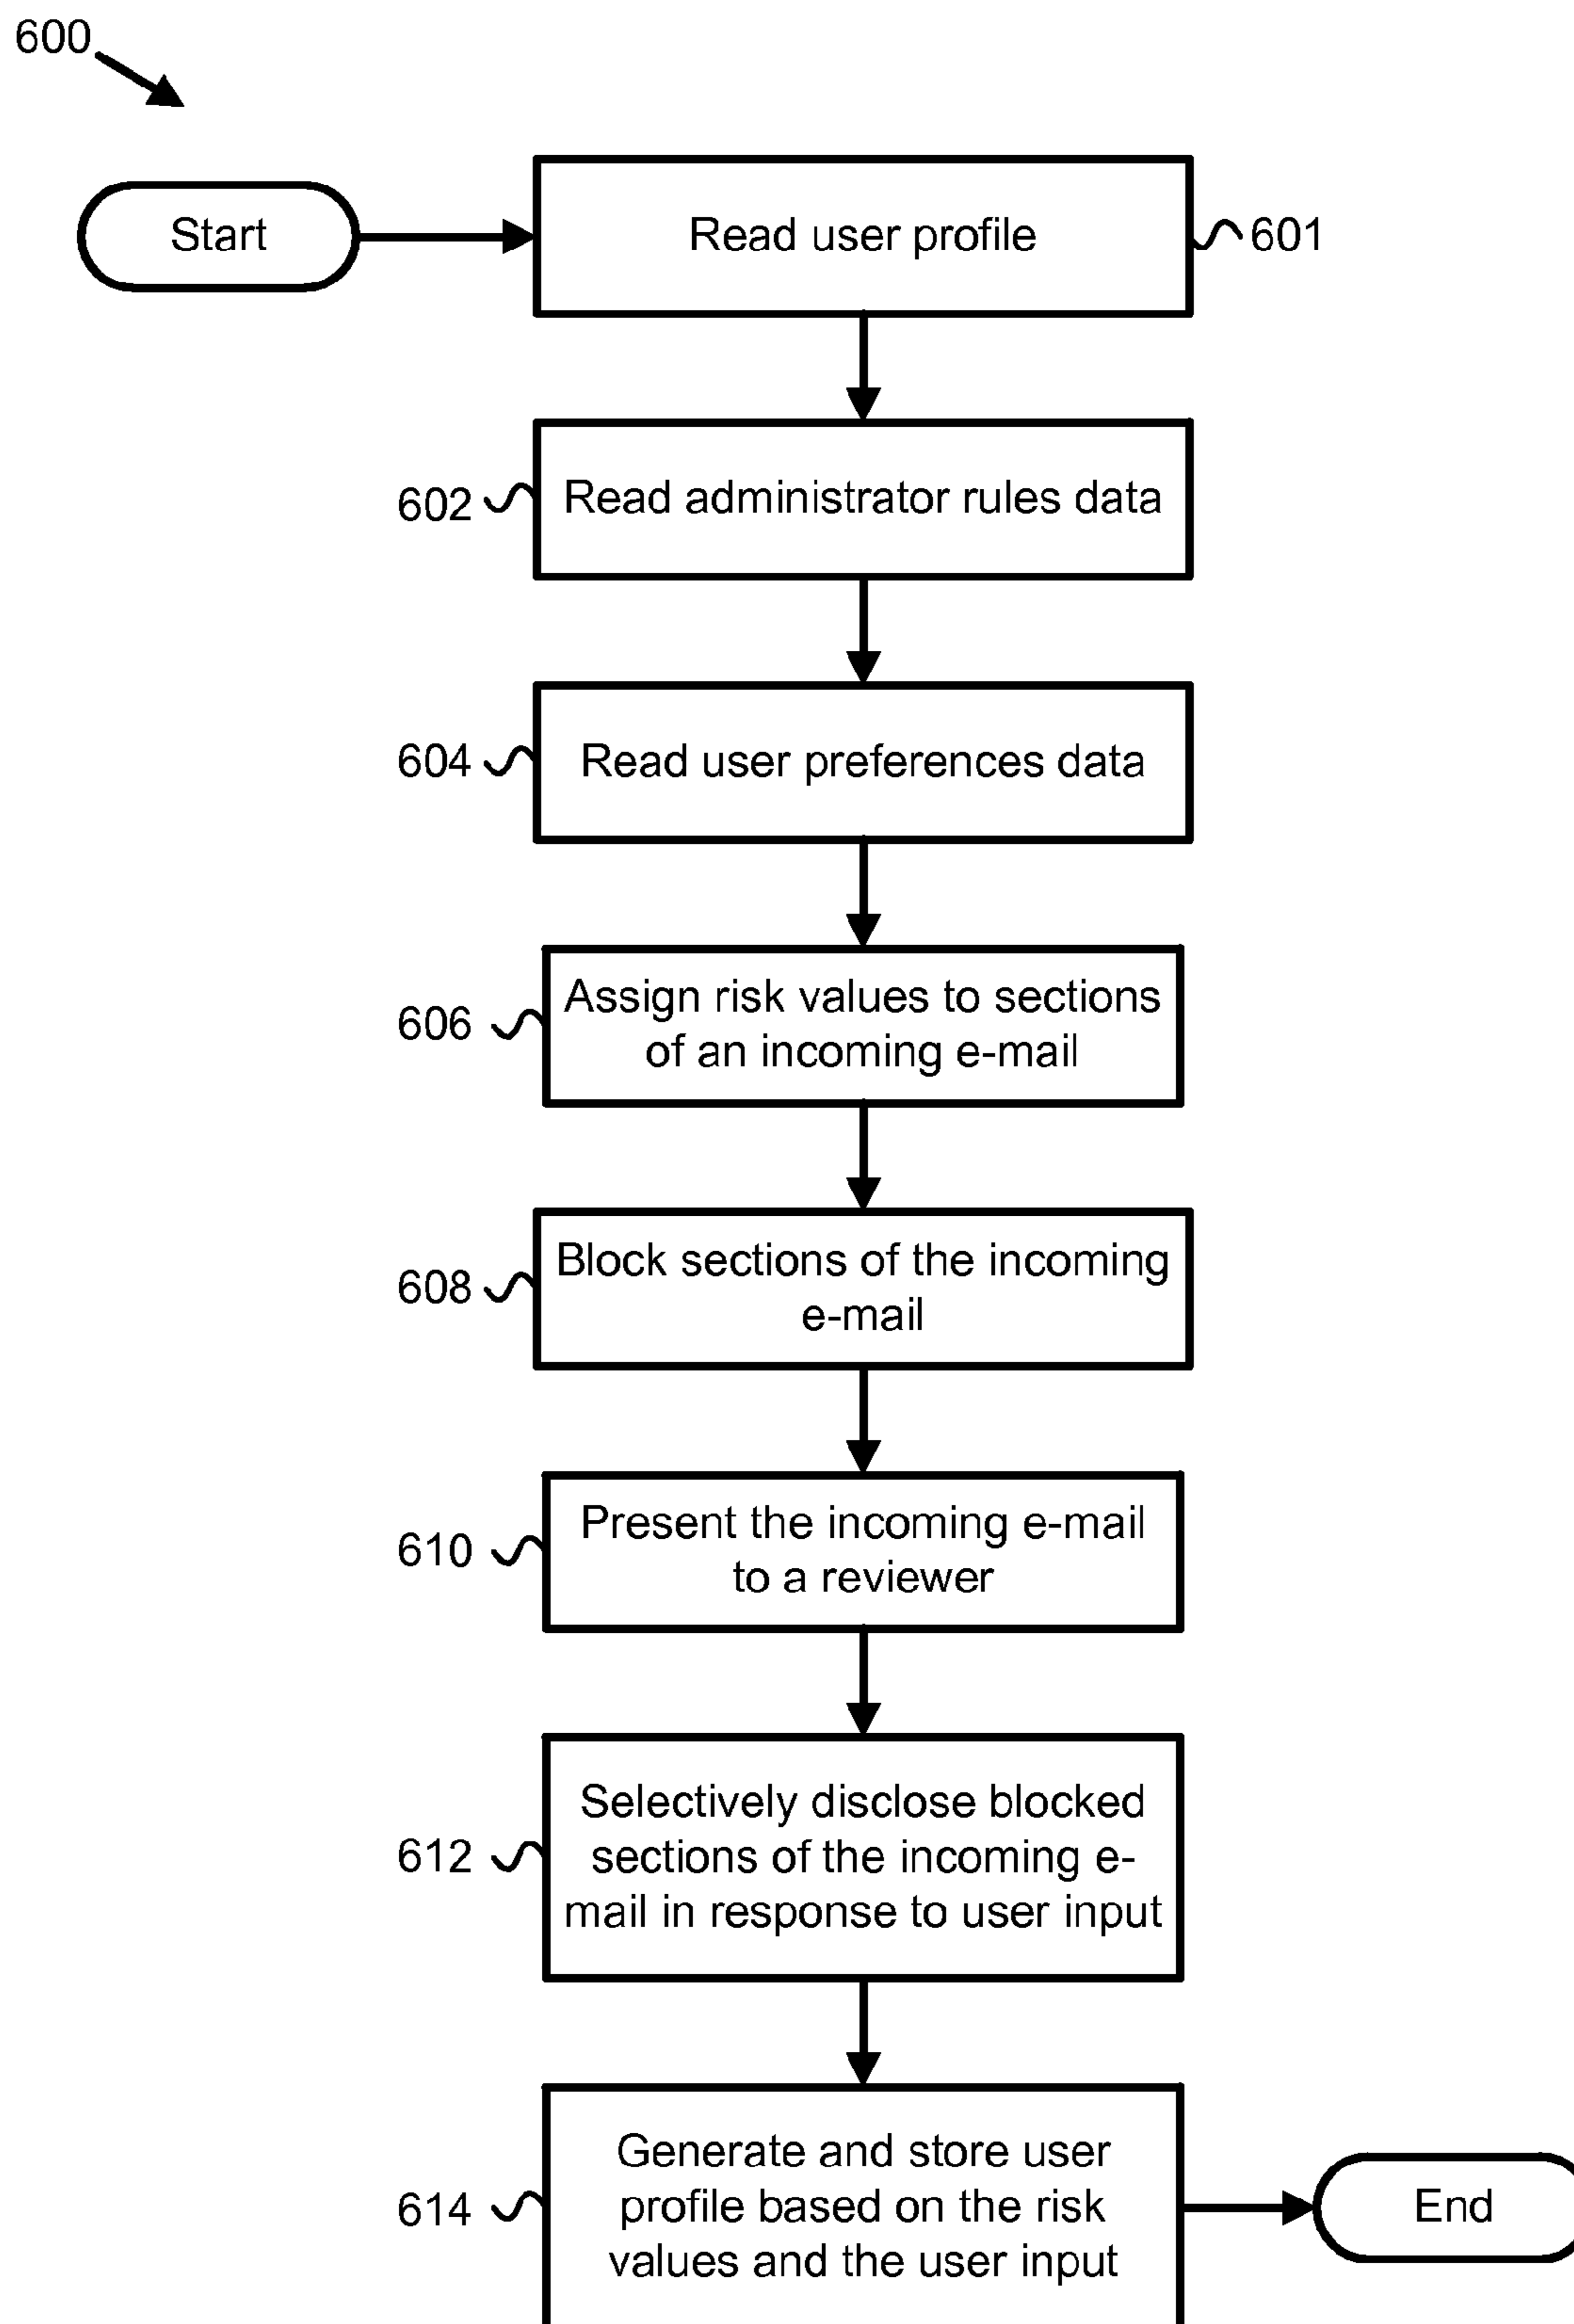 600
Start
Read user profile
601
602
Read administrator rules data
604
Read user preferences data
606
Assign risk values to sections
of an incoming e-mail
608
Block sections of the incoming
e-mail
610
Present the incoming e-mail
to a reviewer
612
Selectively disclose blocked
sections of the incoming e-
mail in response to user input
614
Generate and store user
profile based on the risk
values and the user input
End